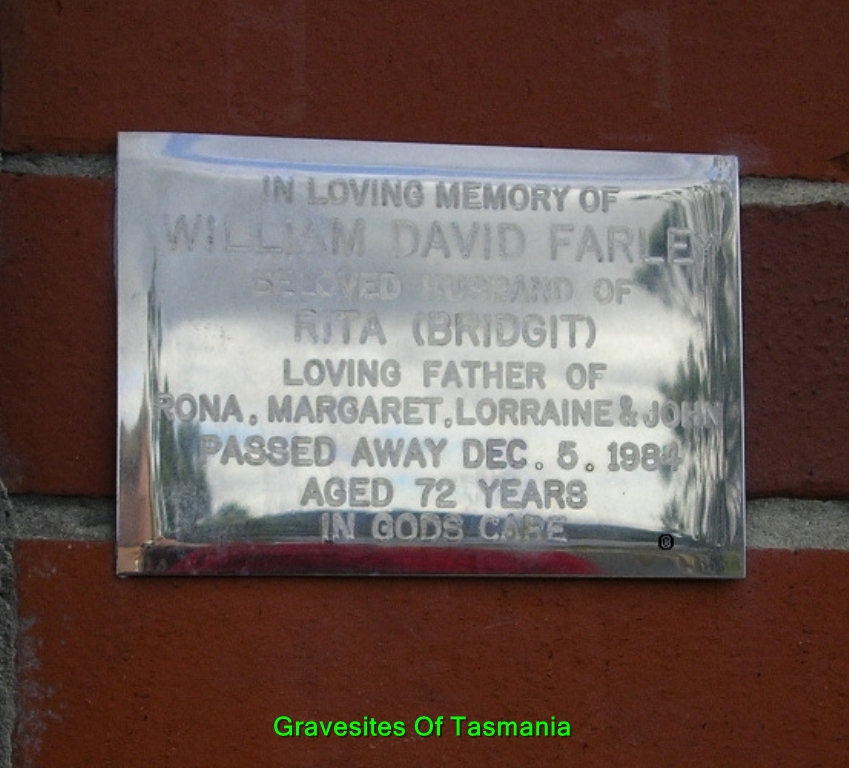 IN LOVING MEMORY OF
WILLIAM DAVID FARLEY
BELOVED HUSBAND OF
RITA (BRIDGIT)
LOVING FATHER OF
RONA, MARGARET, LORRAINE & JOHN
PASSED AWAY DEC. 5. 1984
AGED 72 YEARS
IN GODS CARE
©
Gravesites Of Tasmania